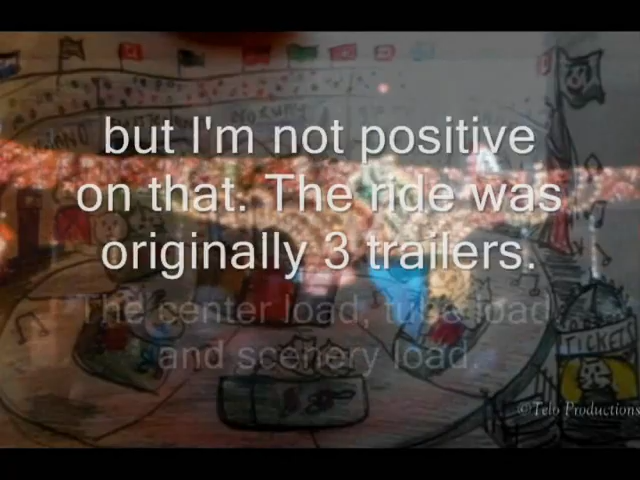 but I'm not positive
on that. The ride was
originally 3 trailers.
The center load, tube load
and scenery load.
TICKETS
©Telo Productions